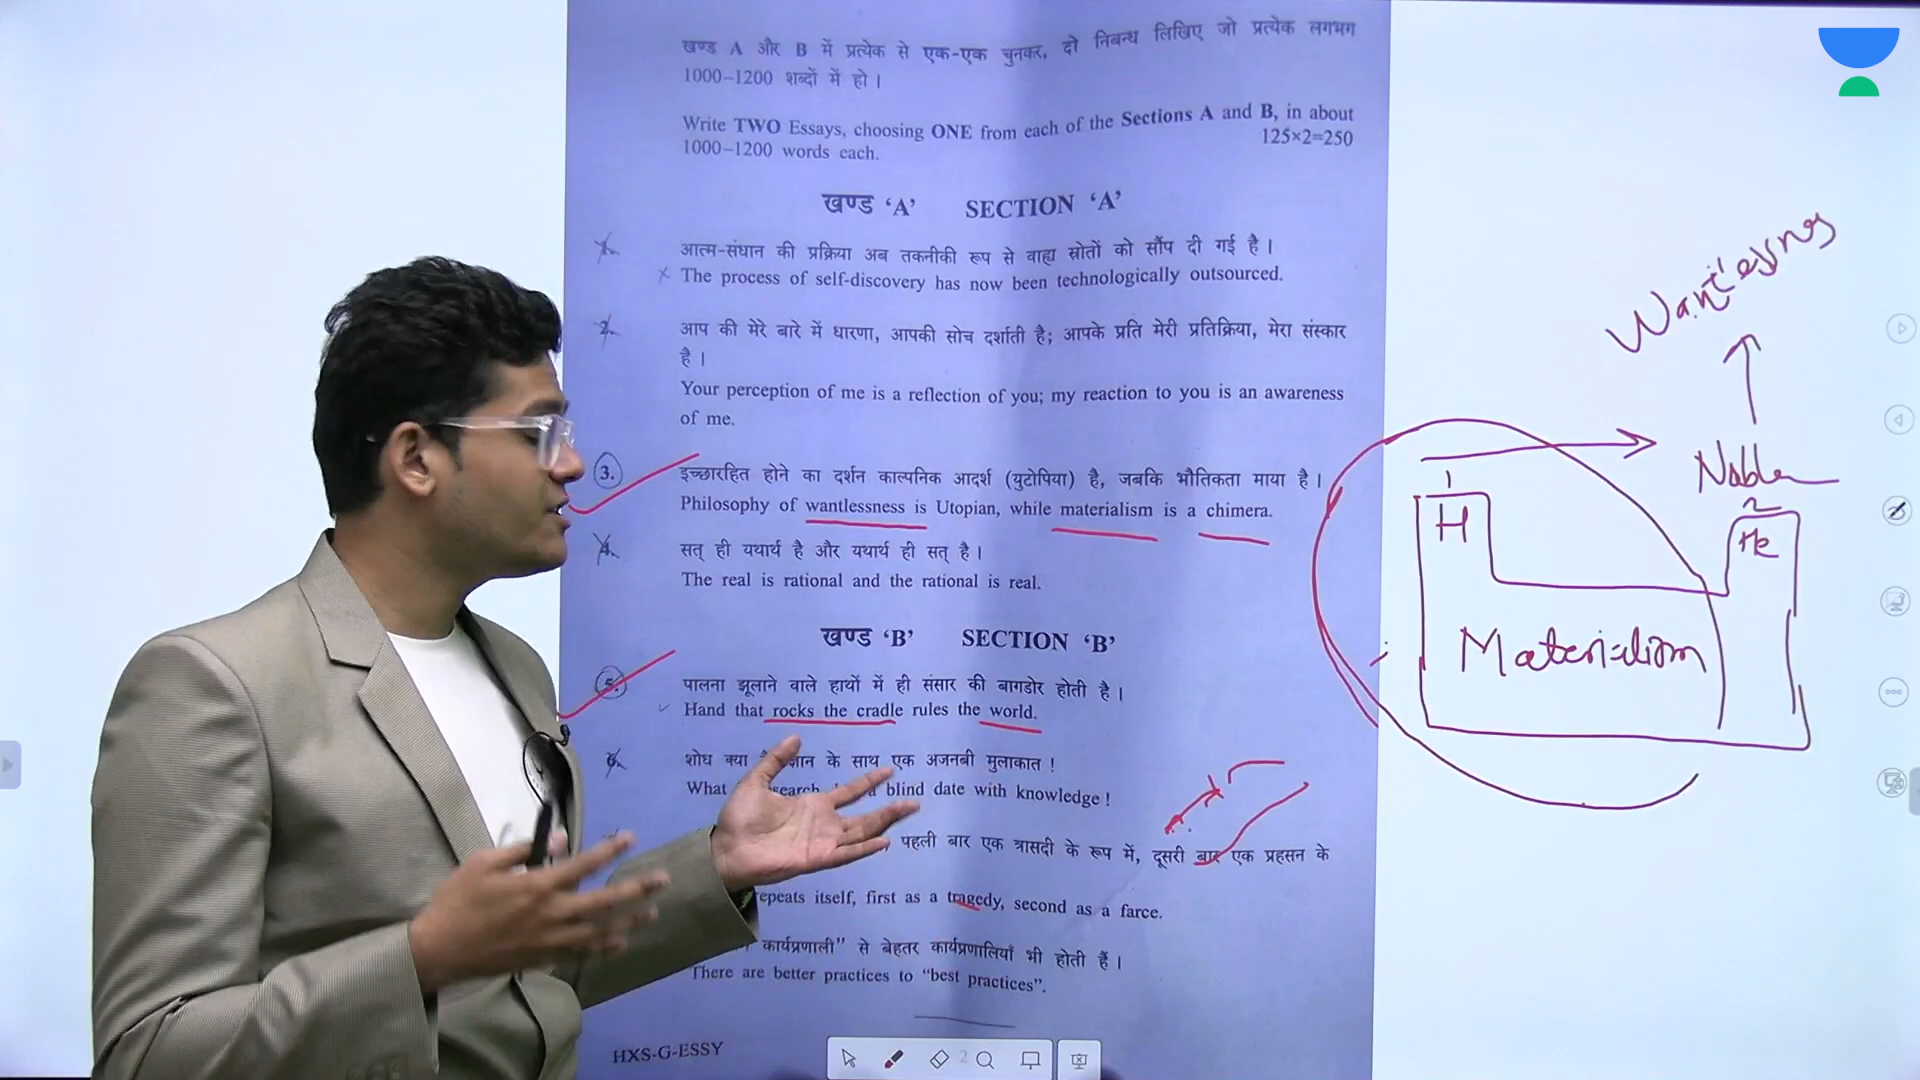 खण्ड A और B में प्रत्येक से एक-एक चुनकर, दो निबन्ध लिखिए जो प्रत्येक लगभग
1000–1200 शब्दों में हो ।
Write TWO Essays, choosing ONE from each of the Sections A and B, in about
1000–1200 words each.
125×2=250
खण्ड ‘A’ SECTION ‘A’
आत्म-संधान की प्रक्रिया अब तकनीकी रूप से वाह्य स्रोतों को सौंप दी गई है ।
The process of self-discovery has now been technologically outsourced.
आप की मेरे बारे में धारणा, आपकी सोच दर्शाती है; आपके प्रति मेरी प्रतिक्रिया, मेरा संस्कार
है ।
Your perception of me is a reflection of you; my reaction to you is an awareness
of me.
3. इच्छारहित होने का दर्शन काल्पनिक आदर्श (युटोपिया) है, जबकि भौतिकता माया है ।
Philosophy of wantlessness is Utopian, while materialism is a chimera.
4. सत् ही यथार्थ है और यथार्थ ही सत् है ।
The real is rational and the rational is real.
खण्ड ‘B’ SECTION ‘B’
5. पालना झूलाने वाले हाथों में ही संसार की बागडोर होती है ।
Hand that rocks the cradle rules the world.
6. शोध क्या के साथ एक अजनबी मुलाकात !
What blind date with knowledge !
पहली बार एक त्रासदी के रूप में, दूसरी बार एक प्रहसन के
repeats itself, first as a tragedy, second as a farce.
कार्यप्रणाली” से बेहतर कार्यप्रणालियाँ भी होती हैं ।
There are better practices to “best practices”.
HXS-G-ESSY
2
Noble
1
H
2
He
Materialism